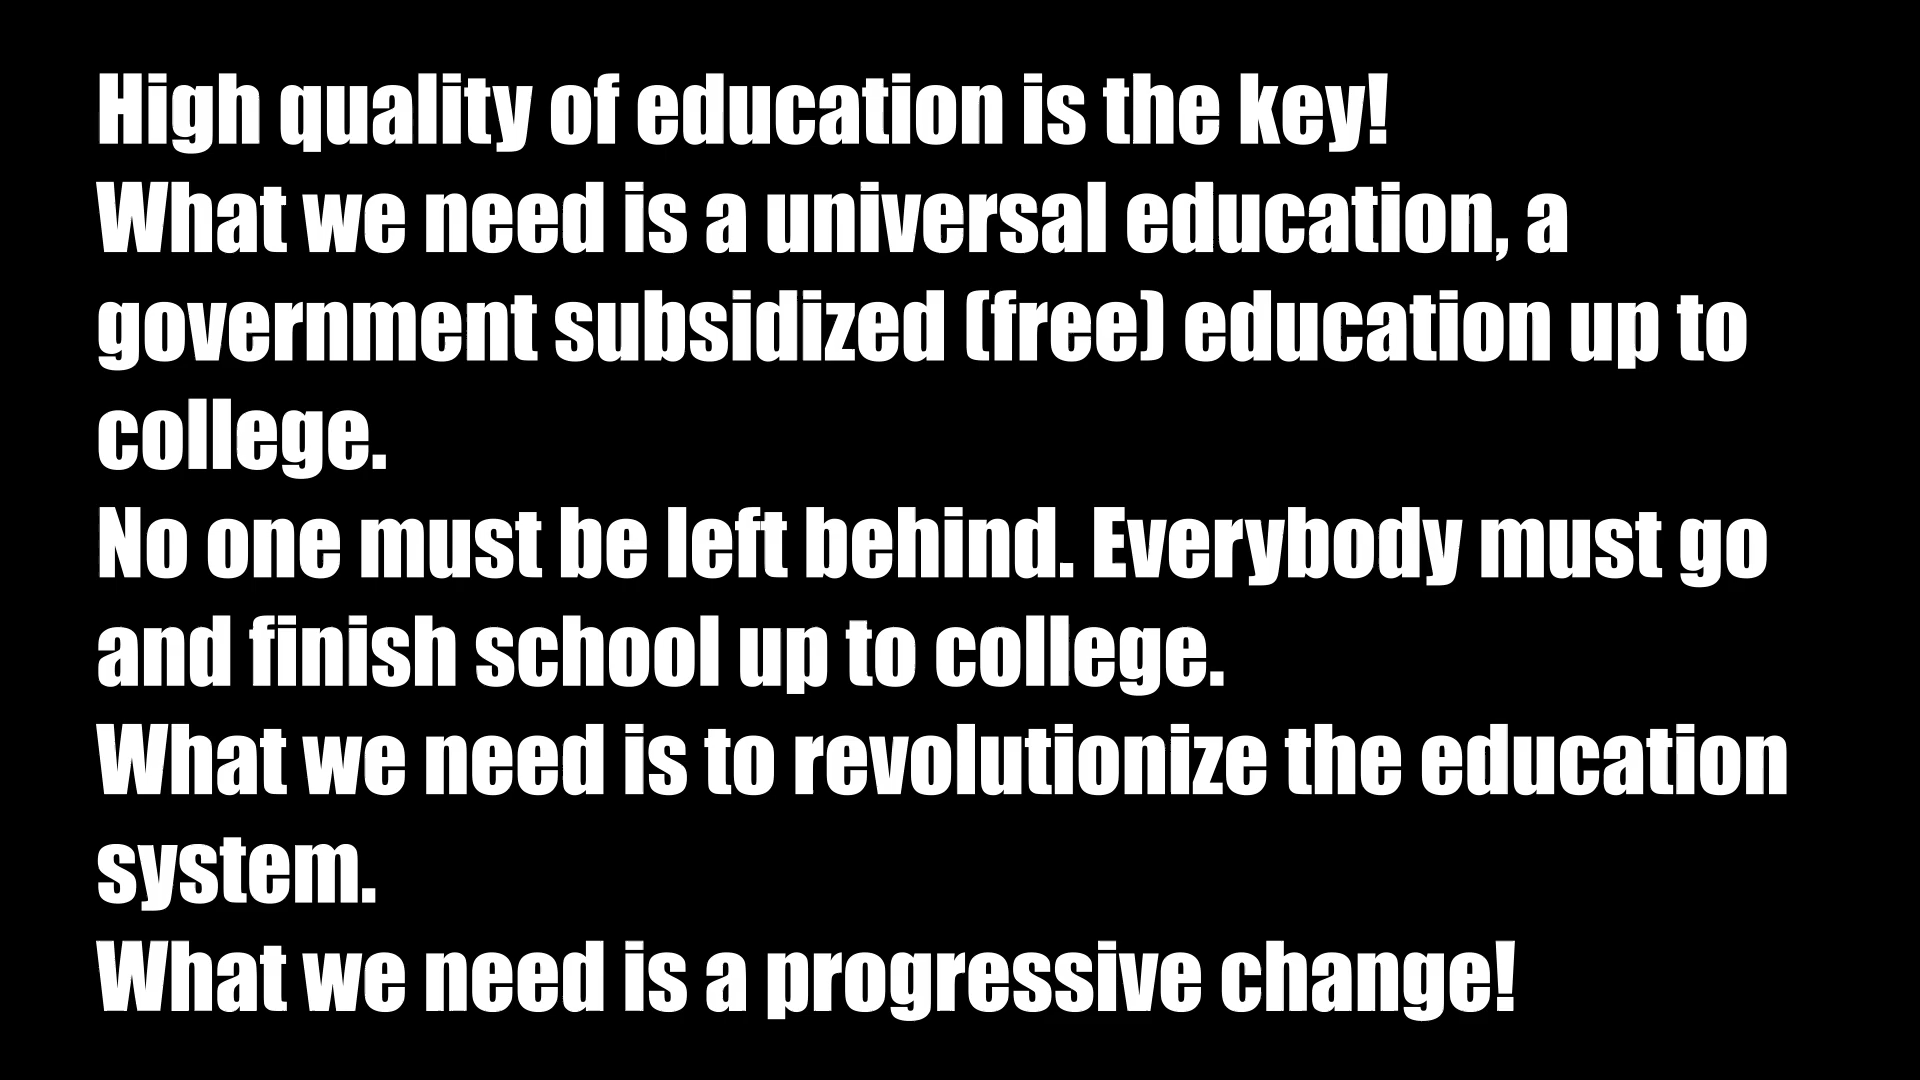 High quality of education is the key!
What we need is a universal education, a
government subsidized (free) education up to
college.
No one must be left behind. Everybody must go
and finish school up to college.
What we need is to revolutionize the education
system.
What we need is a progressive change!